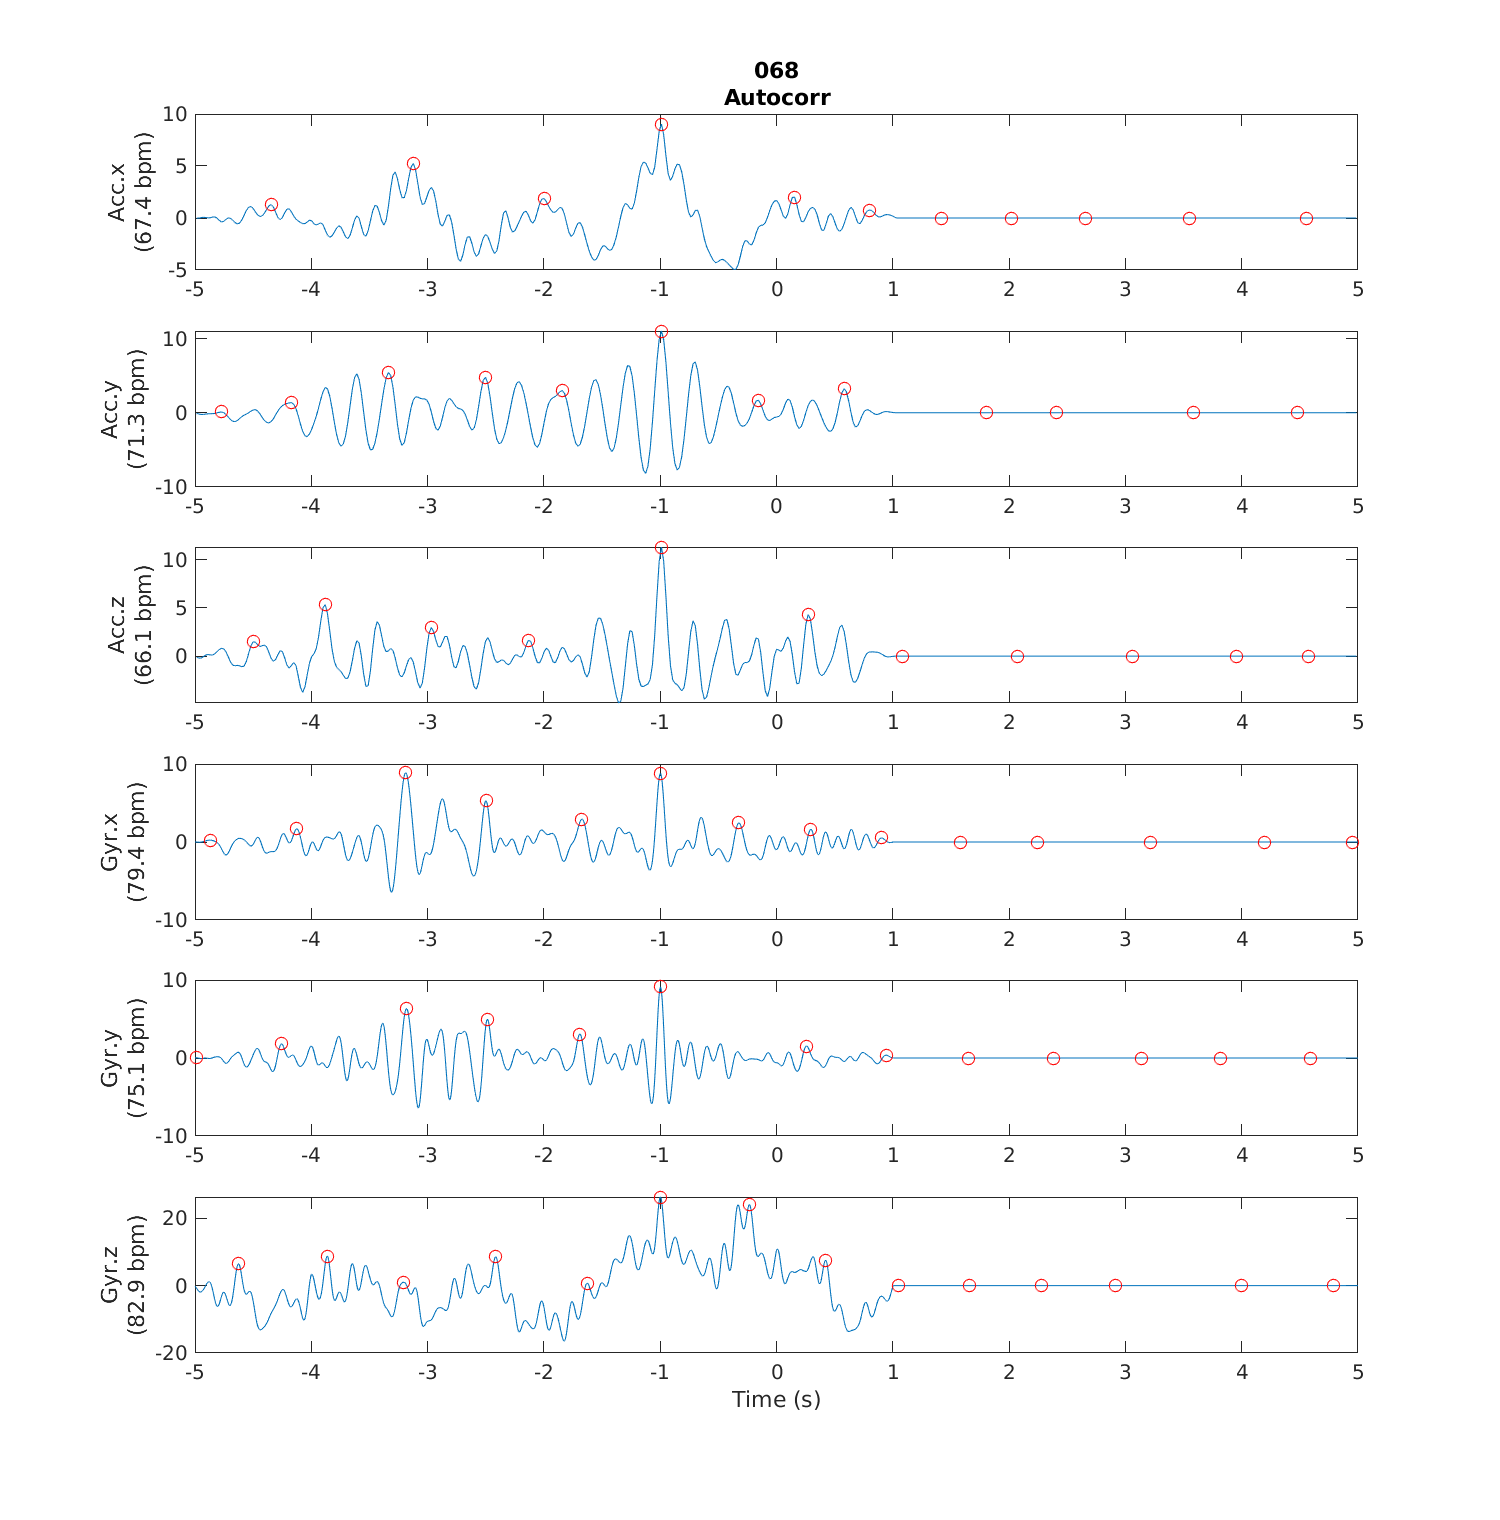 068
Autocorr
Acc.x
(67.4 bpm)
10
5
0
-5
-5 -4 -3 -2 -1 0 1 2 3 4 5
Acc.y
(71.3 bpm)
10
0
-10
-5 -4 -3 -2 -1 0 1 2 3 4 5
Acc.z
(66.1 bpm)
10
5
0
-5 -4 -3 -2 -1 0 1 2 3 4 5
Gyr.x
(79.4 bpm)
10
0
-10
-5 -4 -3 -2 -1 0 1 2 3 4 5
Gyr.y
(75.1 bpm)
10
0
-10
-5 -4 -3 -2 -1 0 1 2 3 4 5
Gyr.z
(82.9 bpm)
20
0
-20
-5 -4 -3 -2 -1 0 1 2 3 4 5
Time (s)